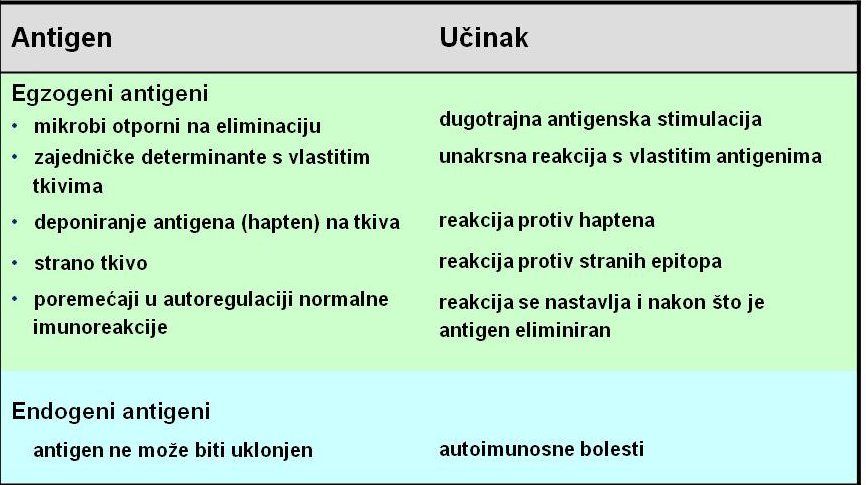 Antigen Učinak
Egzogeni antigeni
• mikrobi otporni na eliminaciju dugotrajna antigenska stimulacija
• zajedničke determinante s vlastitim unakrsna reakcija s vlastitim antigenima
tkivima
• deponiranje antigena (hapten) na tkiva reakcija protiv haptena
• strano tkivo reakcija protiv stranih epitopa
• poremećaji u autoregulaciji normalne reakcija se nastavlja i nakon što je
imunoreakcije antigen eliminiran
Endogeni antigeni
antigen ne može biti uklonjen autoimunosne bolesti